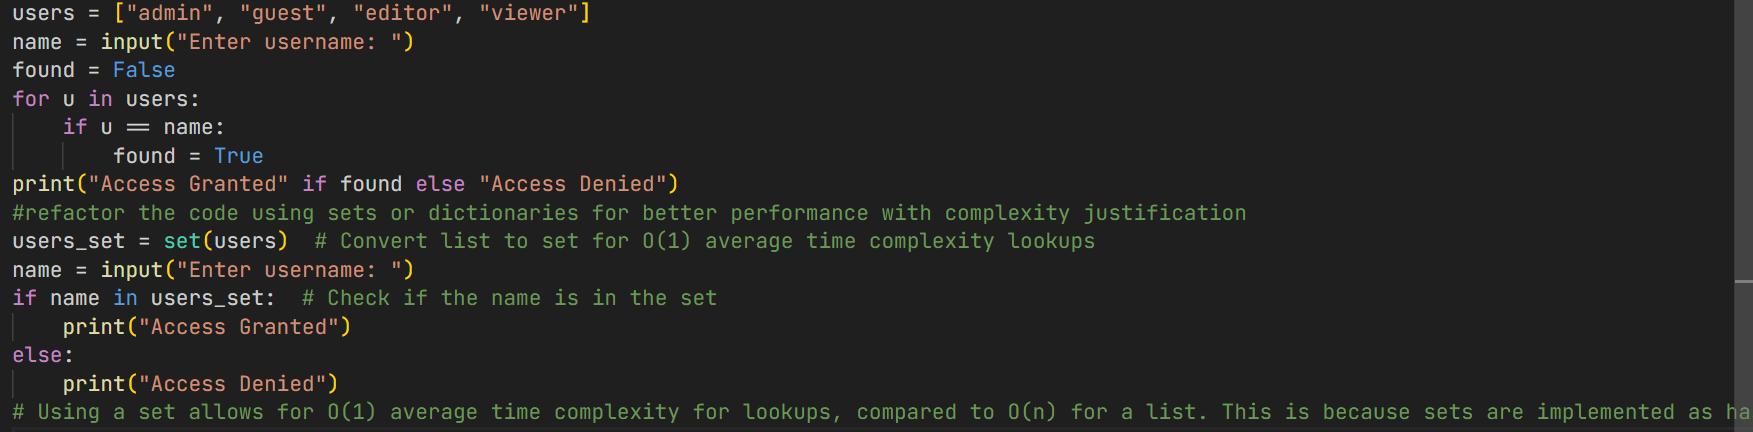 users = ["admin", "guest", "editor", "viewer"]
name = input("Enter username: ")
found = False
for u in users:
    if u == name:
        found = True
print("Access Granted" if found else "Access Denied")
#refactor the code using sets or dictionaries for better performance with complexity justification
users_set = set(users)  # Convert list to set for O(1) average time complexity lookups
name = input("Enter username: ")
if name in users_set:  # Check if the name is in the set
    print("Access Granted")
else:
    print("Access Denied")
# Using a set allows for O(1) average time complexity for lookups, compared to O(n) for a list. This is because sets are implemented as